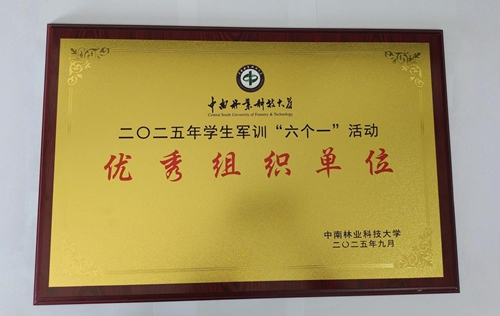 中南林业科技大学
Central South University of Forestry & Technology
二〇二五年学生军训“六个一”活动
优秀组织单位
中南林业科技大学
二〇二五年九月